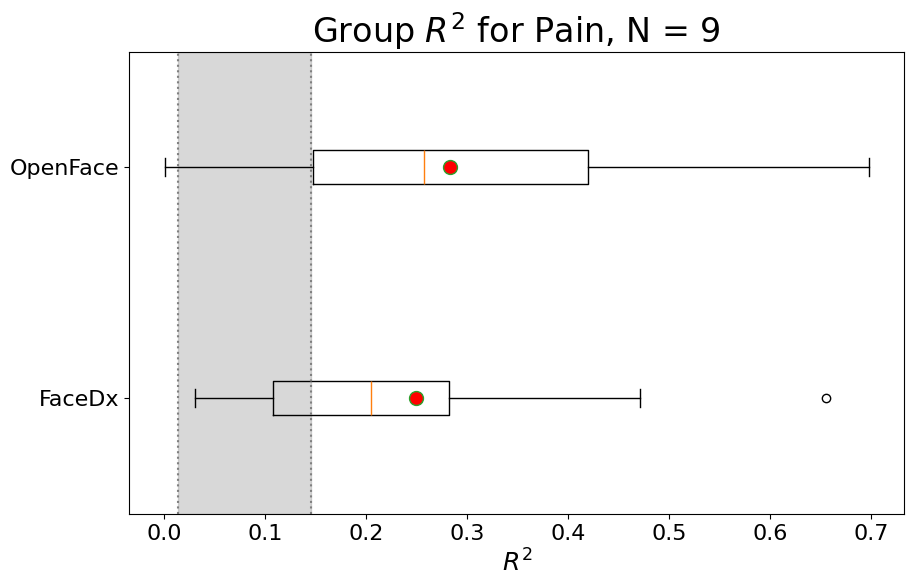 Group R² for Pain, N = 9
OpenFace
FaceDx
0.0 0.1 0.2 0.3 0.4 0.5 0.6 0.7
R²